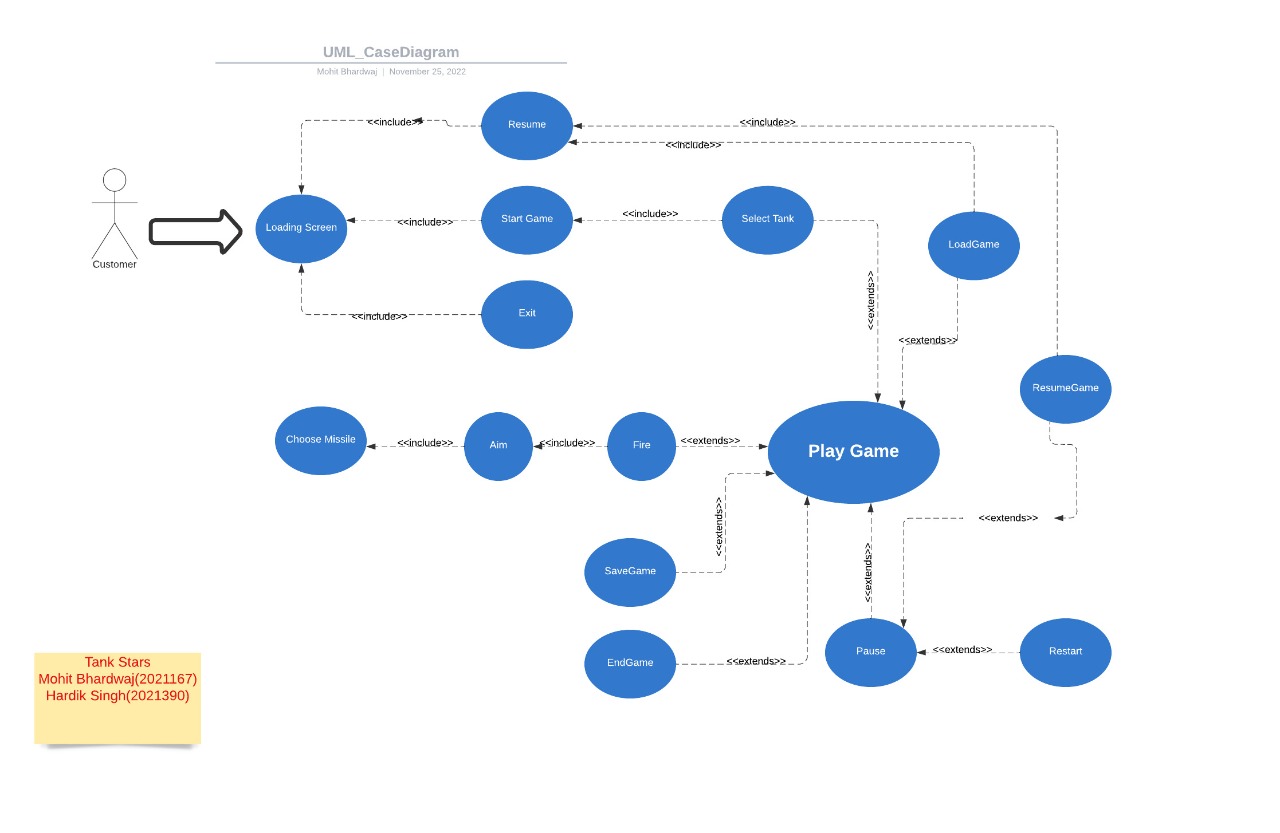 UML_CaseDiagram
Mohit Bhardwaj | November 25, 2022
<<include>>
Resume
<<include>>
<<include>>
Customer
Loading Screen
<<include>>
Start Game
<<include>>
Select Tank
LoadGame
<<extends>>
<<include>>
Exit
<<extends>>
ResumeGame
Choose Missile
<<include>>
Aim
<<include>>
Fire
<<extends>>
Play Game
<<extends>>
<<extends>>
SaveGame
<<extends>>
EndGame
<<extends>>
Pause
<<extends>>
Restart
Tank Stars
Mohit Bhardwaj(2021167)
Hardik Singh(2021390)